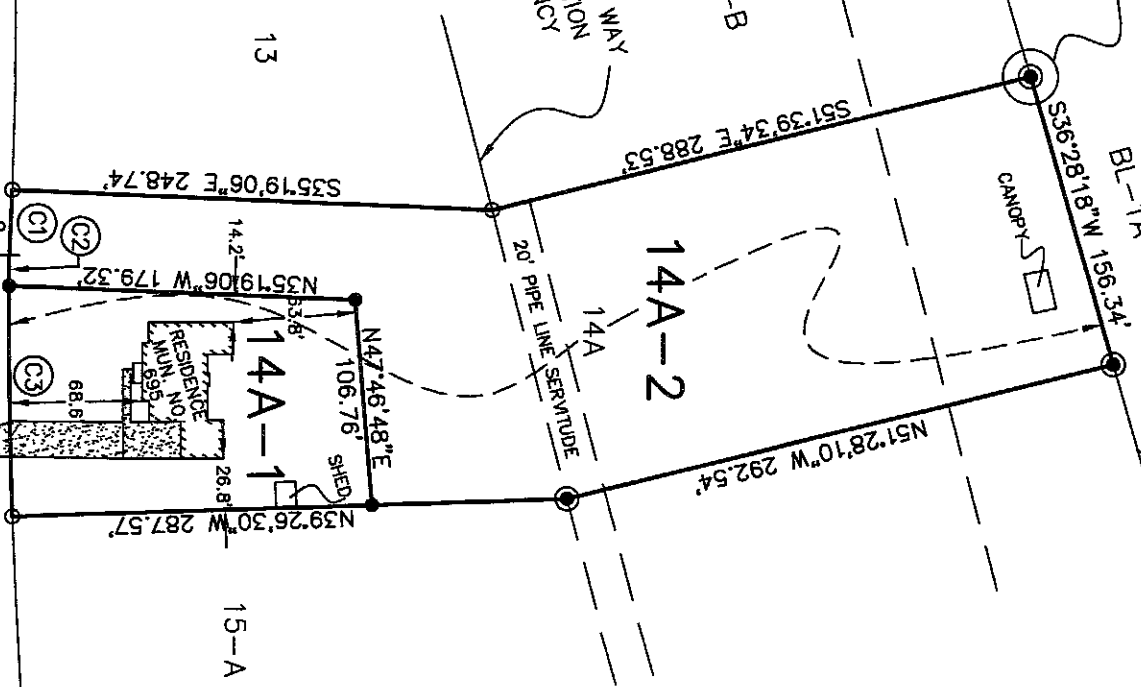 WAY
TION
NCY
-B
BL-1A
S36°28'18"W 156.34'
CANOPY
S51°39'34"E 288.53'
13
14A-2
14A
20' PIPE LINE SERVITUDE
N51°28'10"W 292.54'
S35°19'06"E 248.74'
C1
C2
14.2'
N35°19'06"W 179.32'
63.8'
N47°46'48"E
106.76'
14A-1
RESIDENCE
MUN. NO.
695
C3
68.6'
SHED
26.8'
N39°26'30"W 287.57'
15-A